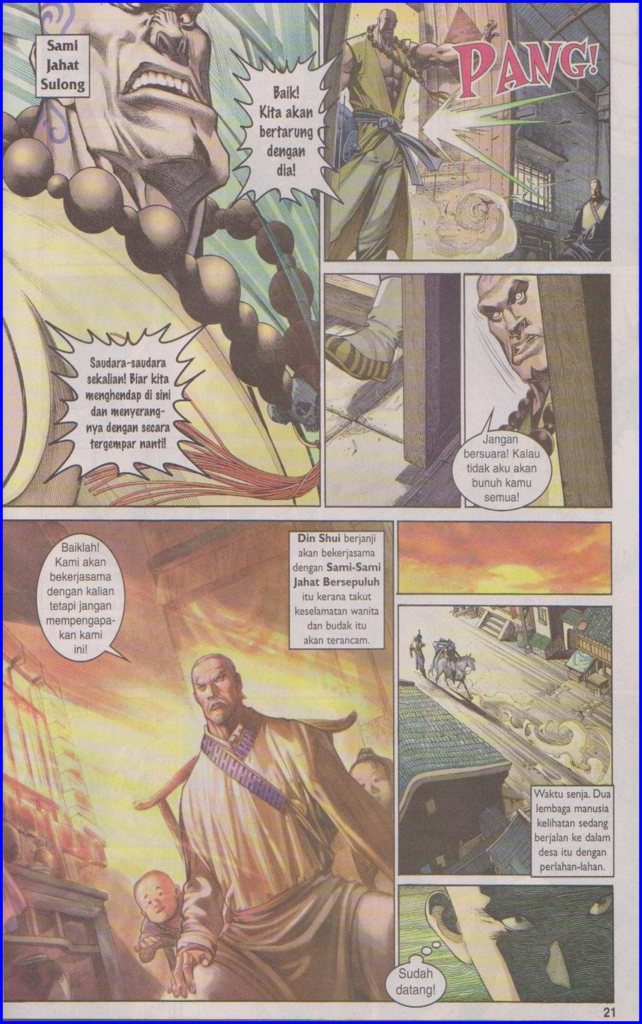 Sami
Jahat
Sulong
Baik!
Kita akan
bertarung
dengan
dia!
PANG!
Saudara-saudara
sekalian! Biar kita
menghendap di sini
dan menyerang-
nya dengan secara
tergempar nanti!
Jangan
bersuara! Kalau
tidak aku akan
bunuh kamu
semua!
Baiklah!
Kami akan
bekerjasama
dengan kalian
tetapi jangan
mempengapa-
kan kami
ini!
Din Shui berjanji
akan bekerjasama
dengan Sami-Sami
Jahat Bersepuluh
itu kerana takut
keselamatan wanita
dan budak itu
akan terancam.
Waktu senja. Dua
lembaga manusia
kelihatan sedang
berjalan ke dalam
desa itu dengan
perlahan-lahan.
Sudah
datang!
21